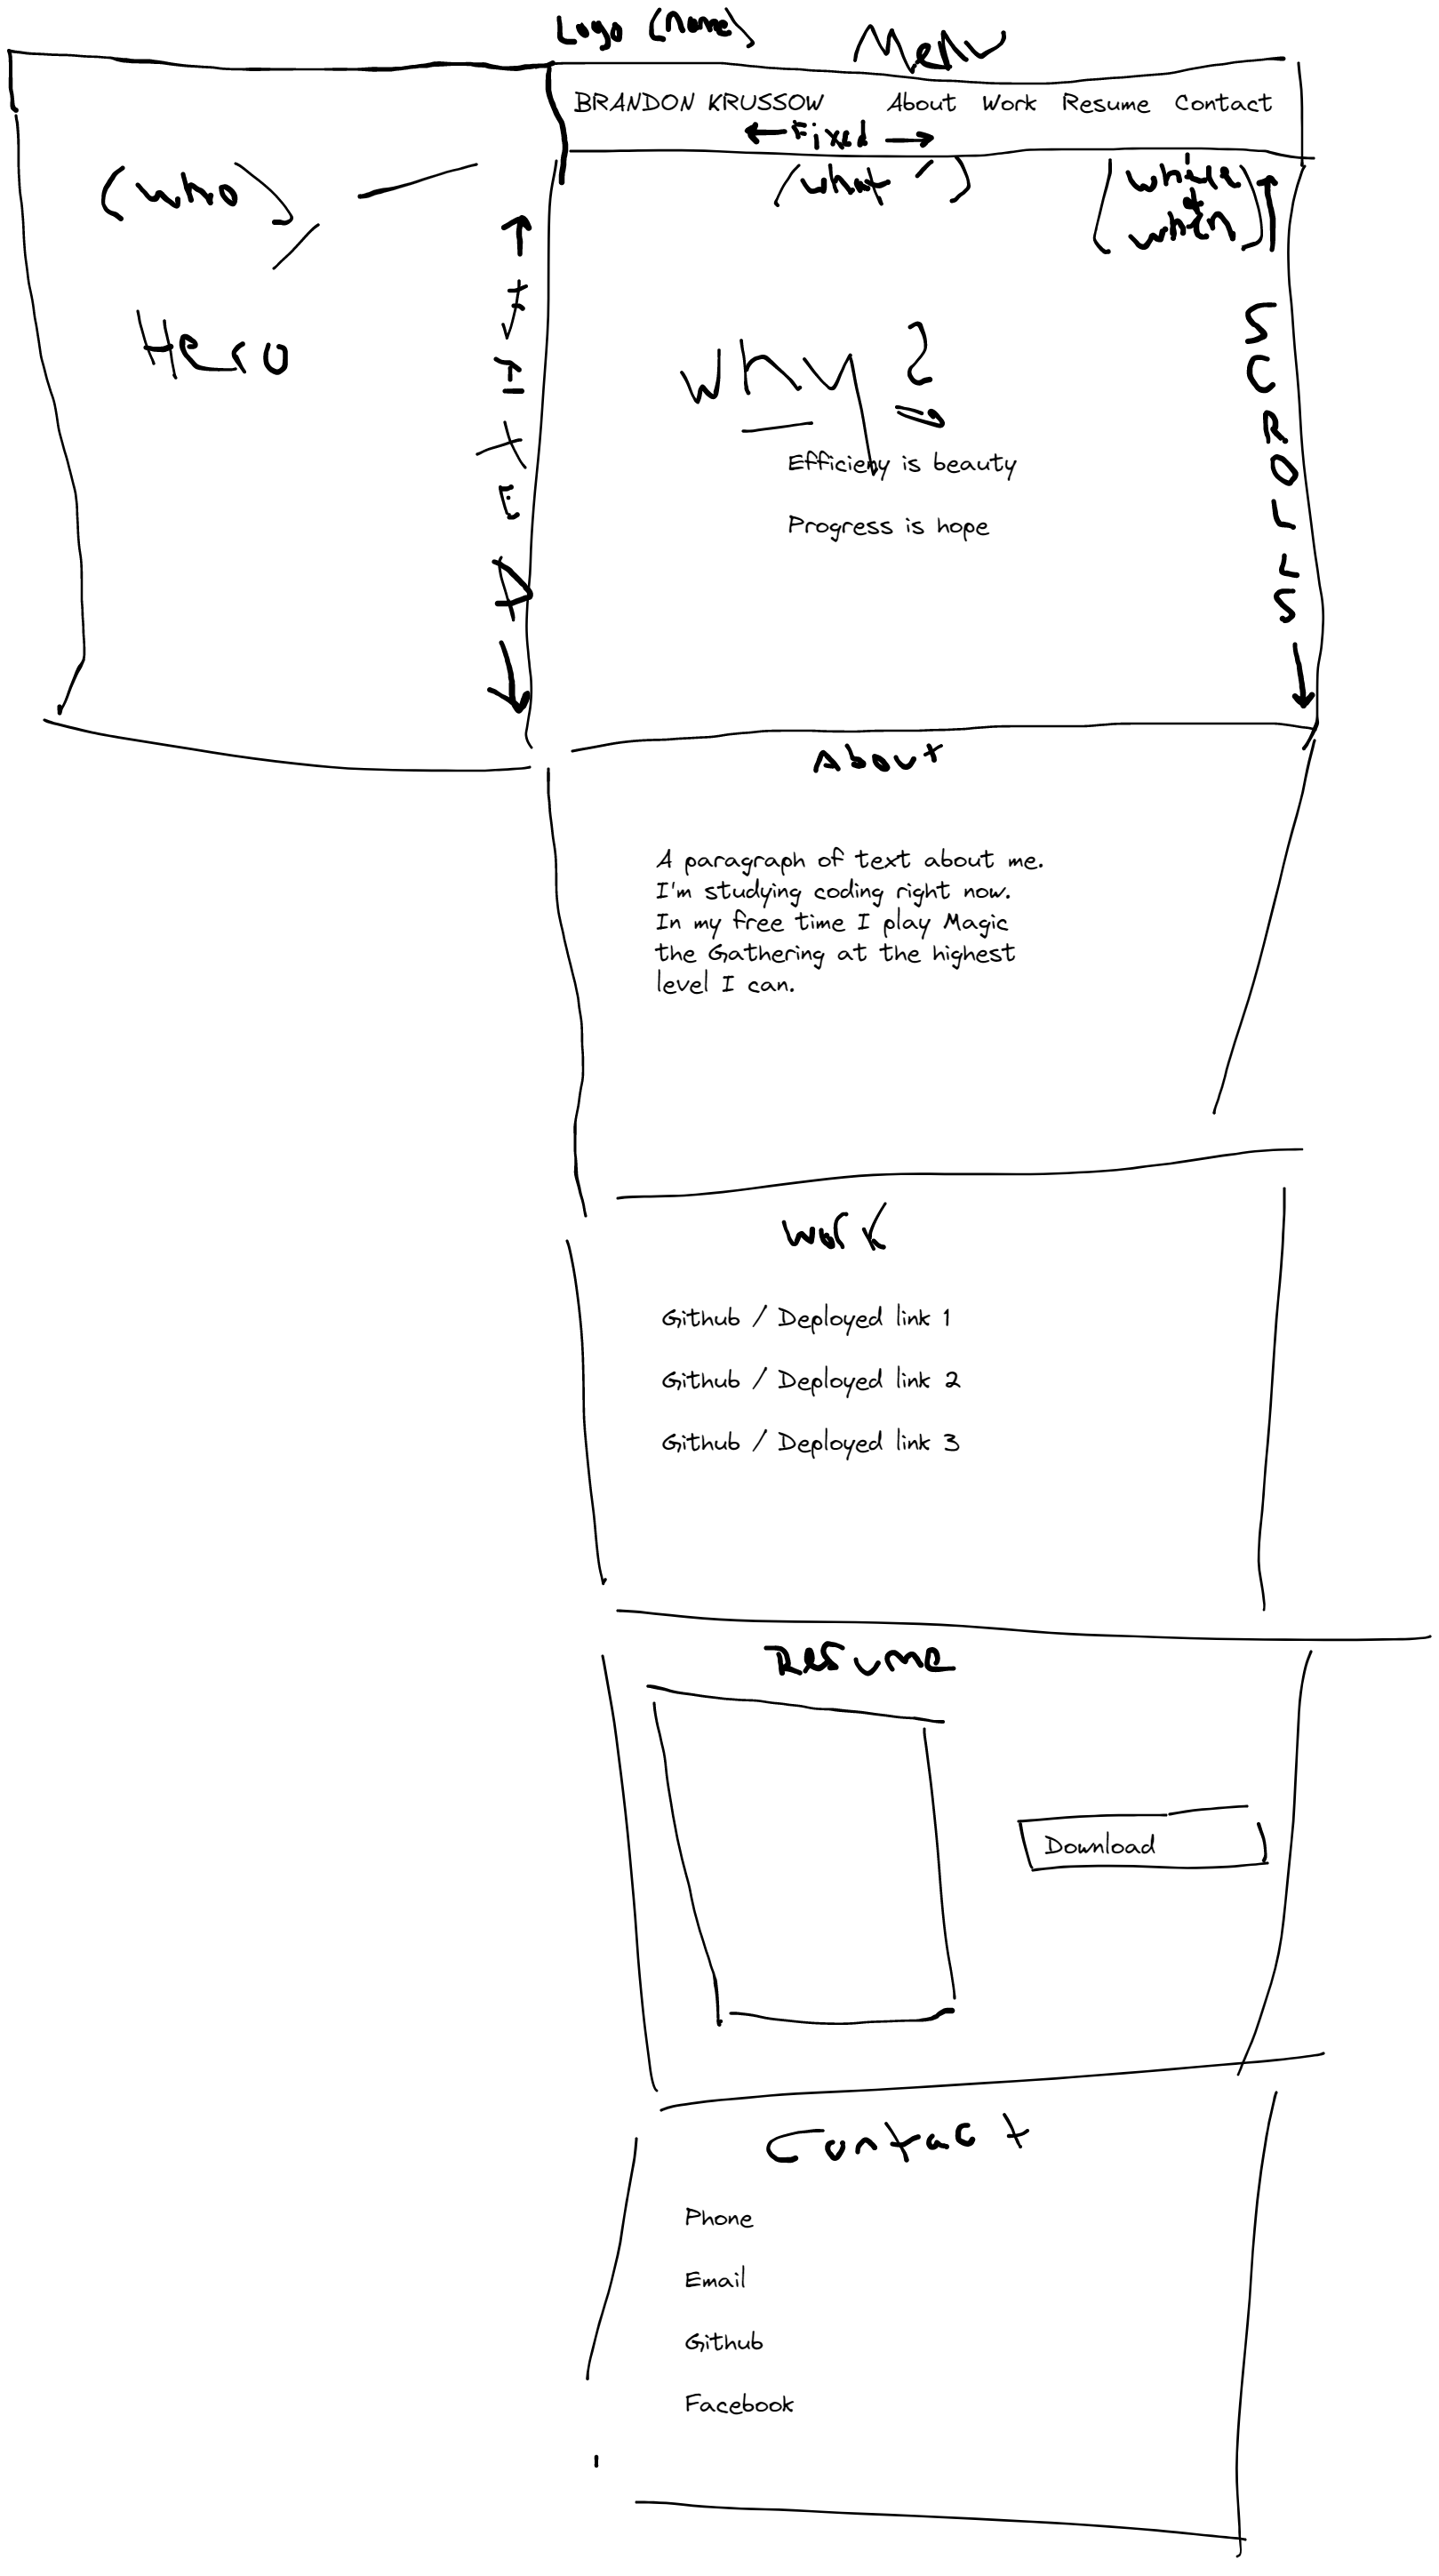 Logo (name)
Menu
BRANDON KRUSSOW About Work Resume Contact
Fixed
(who)
(what)
(where
&
when)
Hero
FIXED
SCROLLS
Why?
Efficieny is beauty
Progress is hope
About
A paragraph of text about me.
I'm studying coding right now.
In my free time I play Magic
the Gathering at the highest
level I can.
Work
Github / Deployed link 1
Github / Deployed link 2
Github / Deployed link 3
Resume
Download
Contact
Phone
Email
Github
Facebook